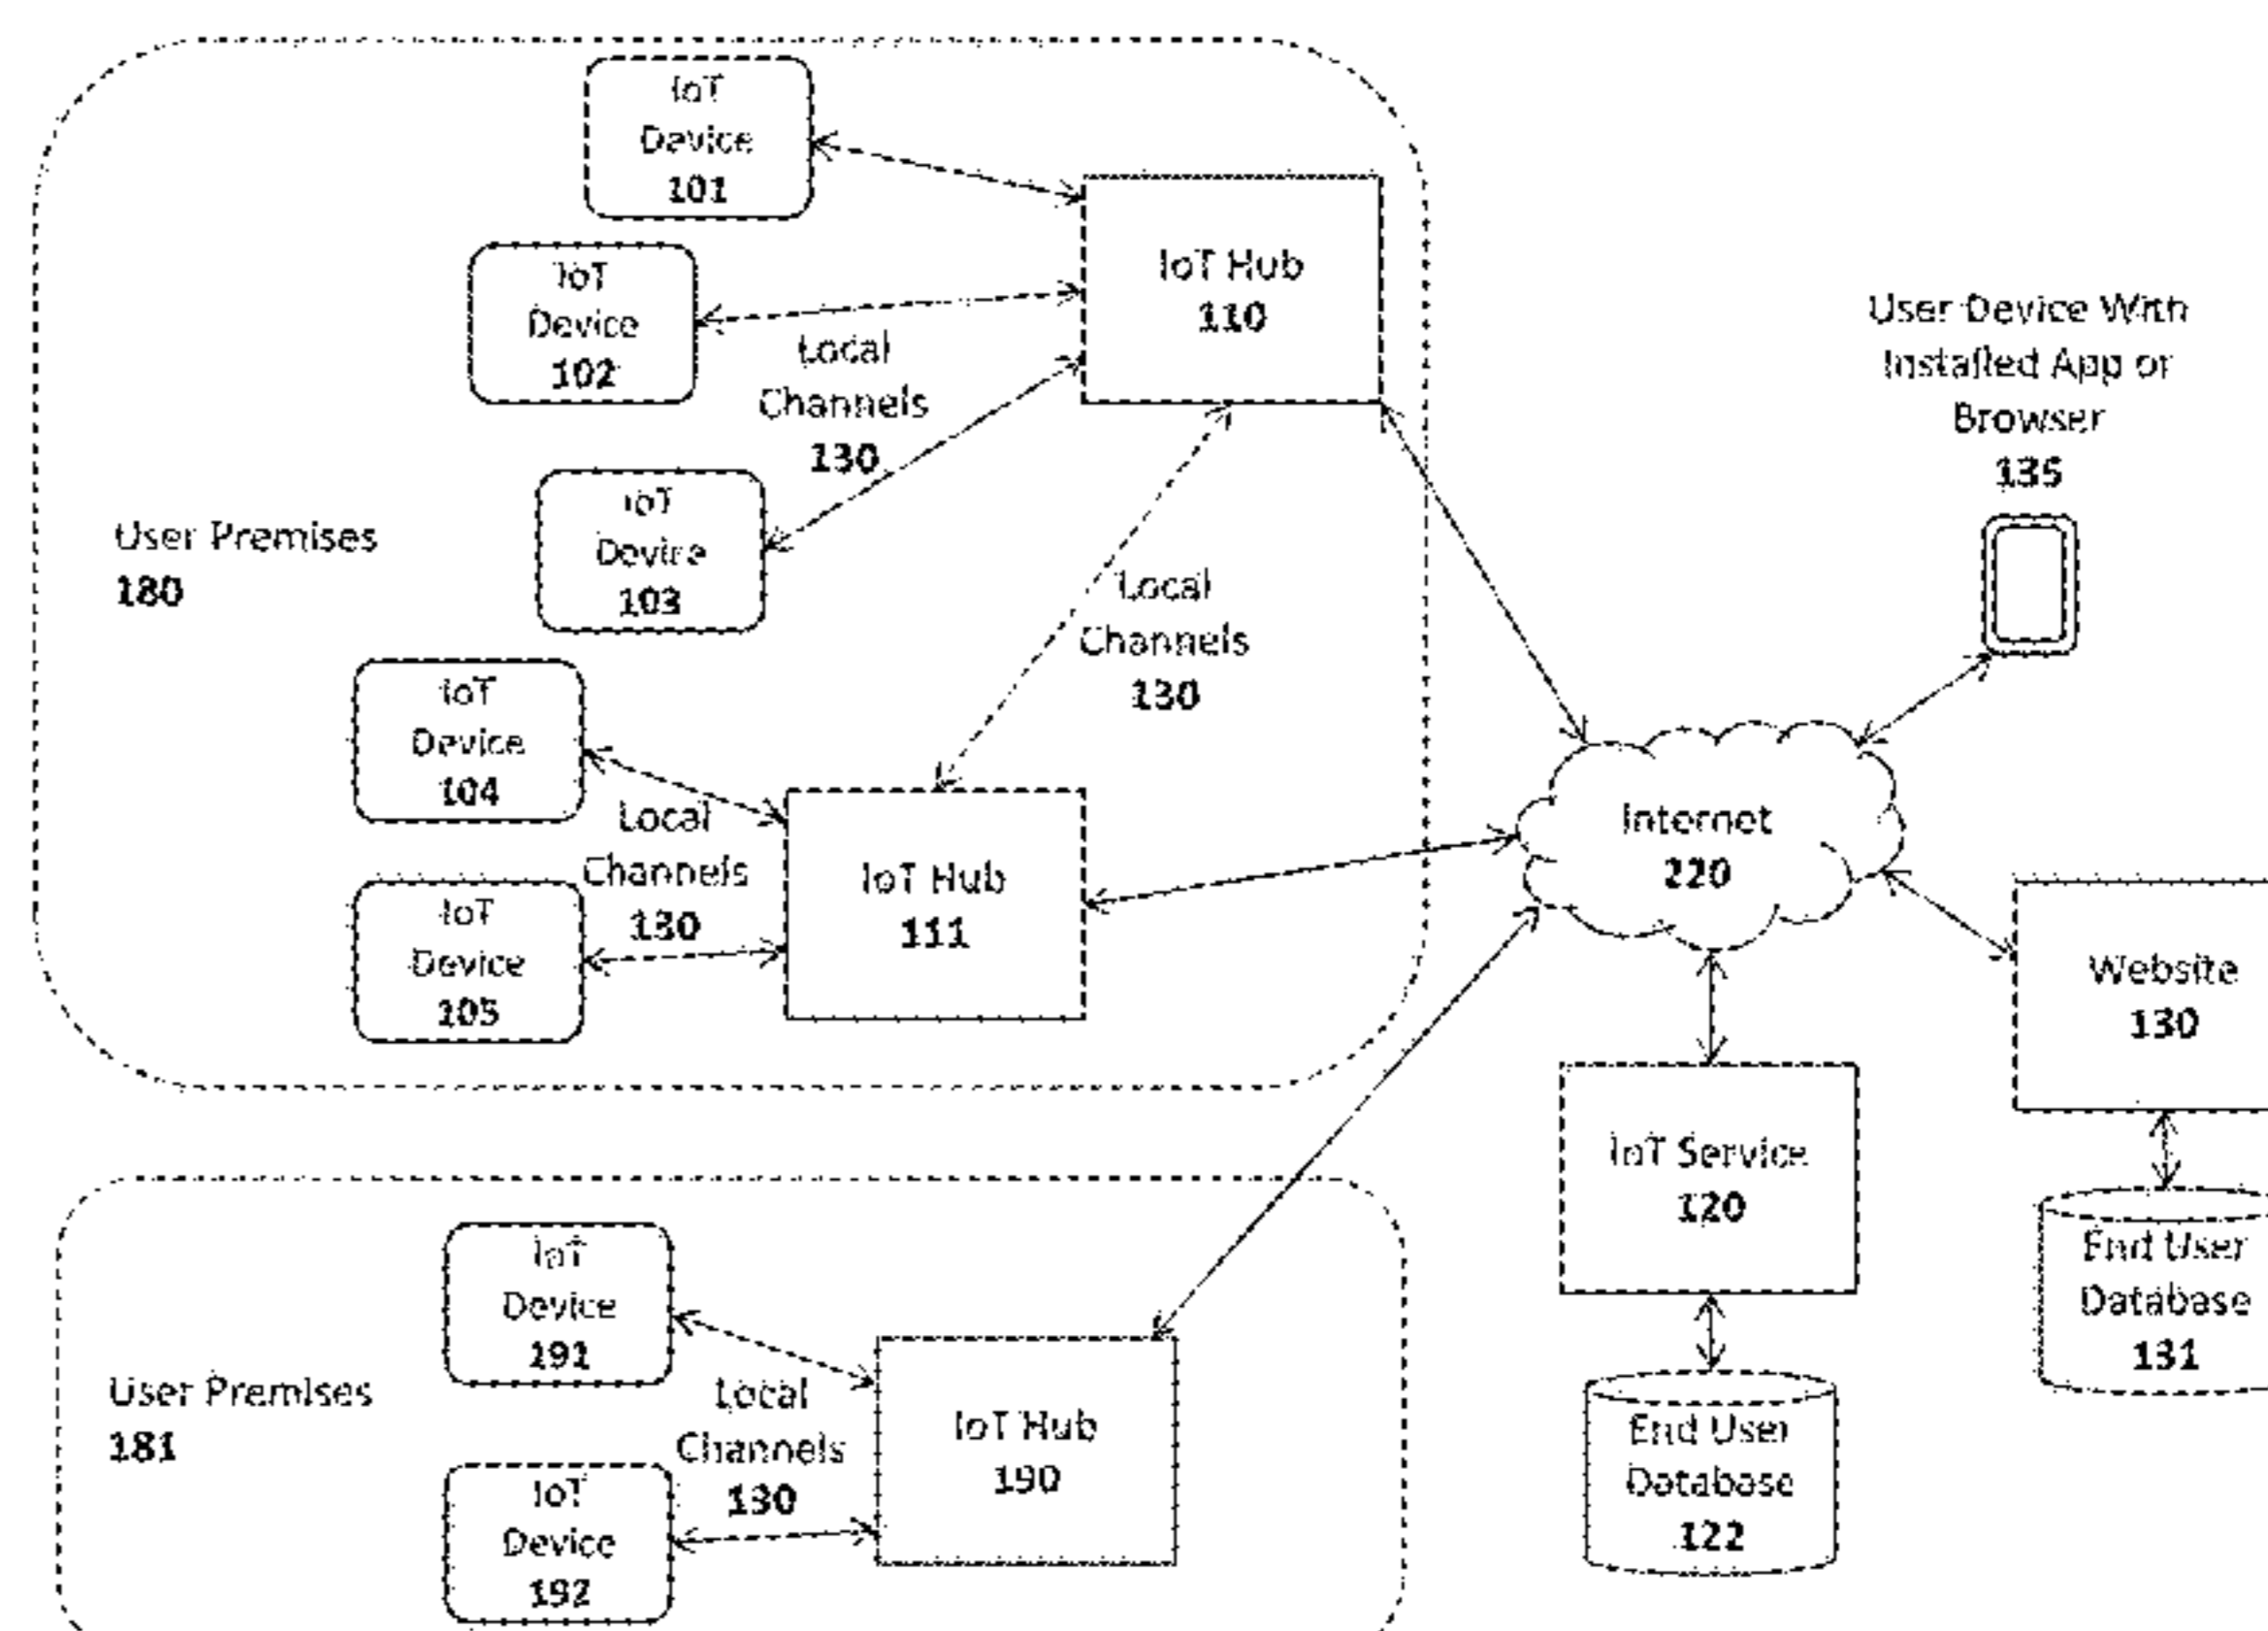 IoT
Device
101
IoT Hub
110
IoT
Device
102
Local
Channels
130
User Device With
Installed App or
Browser
135
IoT
Device
103
User Premises
180
Local
Channels
130
IoT
Device
104
Local
Channels
130
IoT Hub
111
Internet
220
IoT
Device
105
Website
130
IoT Service
120
End User
Database
131
End User
Database
122
IoT
Device
191
User Premises
181
Local
Channels
130
IoT Hub
190
IoT
Device
192